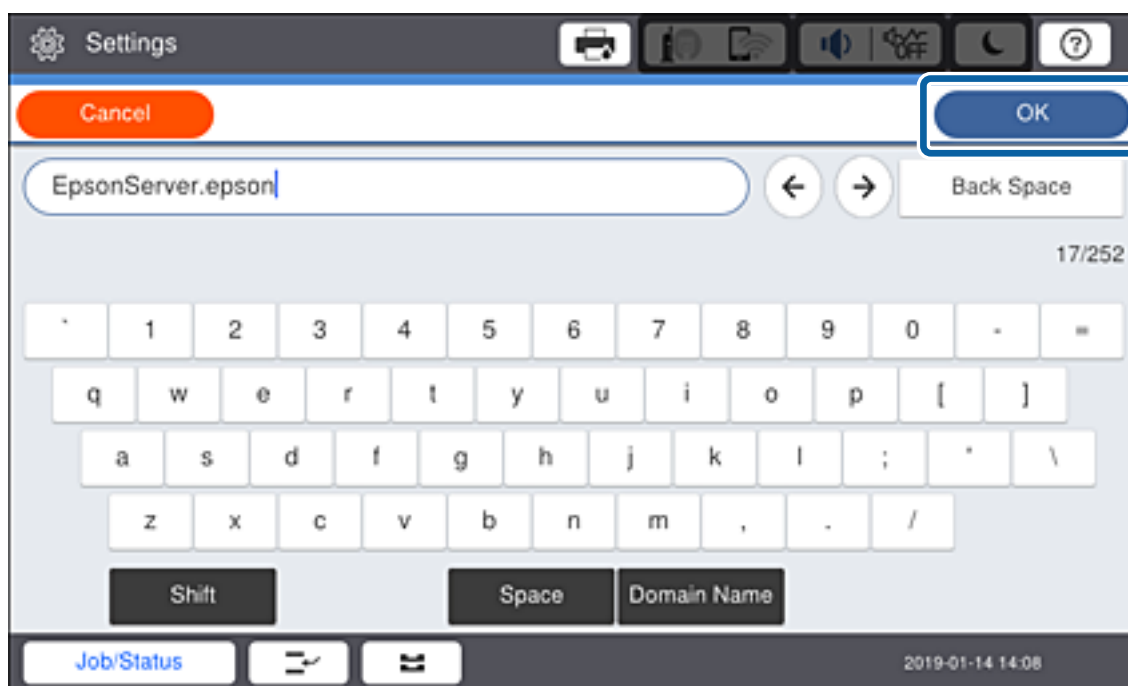 Settings
OFF
?
Cancel
OK
EpsonServer.epson
← → Back Space
17/252
` 1 2 3 4 5 6 7 8 9 0 - =
q w e r t y u i o p [ ]
a s d f g h j k l ; ' \
z x c v b n m , . /
Shift Space Domain Name
Job/Status 2019-01-14 14:08